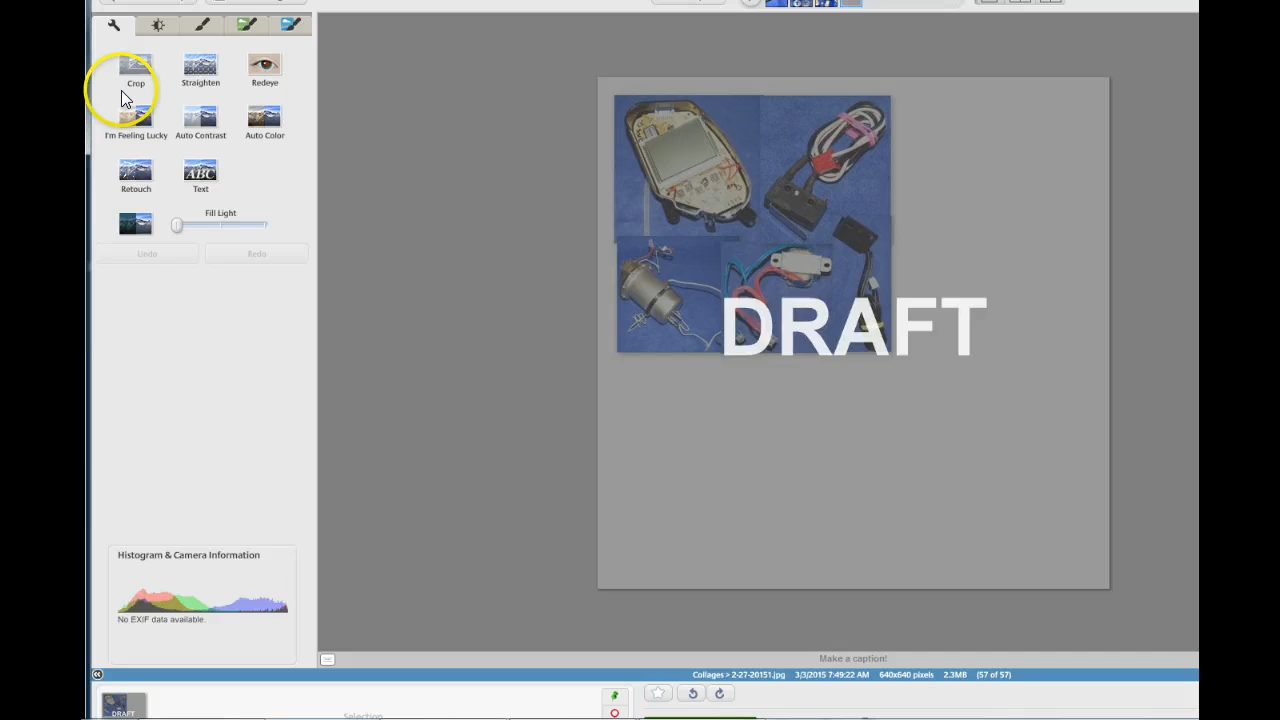 Crop Straighten Redeye
I'm Feeling Lucky Auto Contrast Auto Color
ABC
Retouch Text
Fill Light
Undo Redo
DRAFT
Histogram & Camera Information
No EXIF data available.
Make a caption!
Collages > 2-27-20151.jpg 3/3/2015 7:49:22 AM 640x640 pixels 2.3MB (57 of 57)
DRAFT
Selection